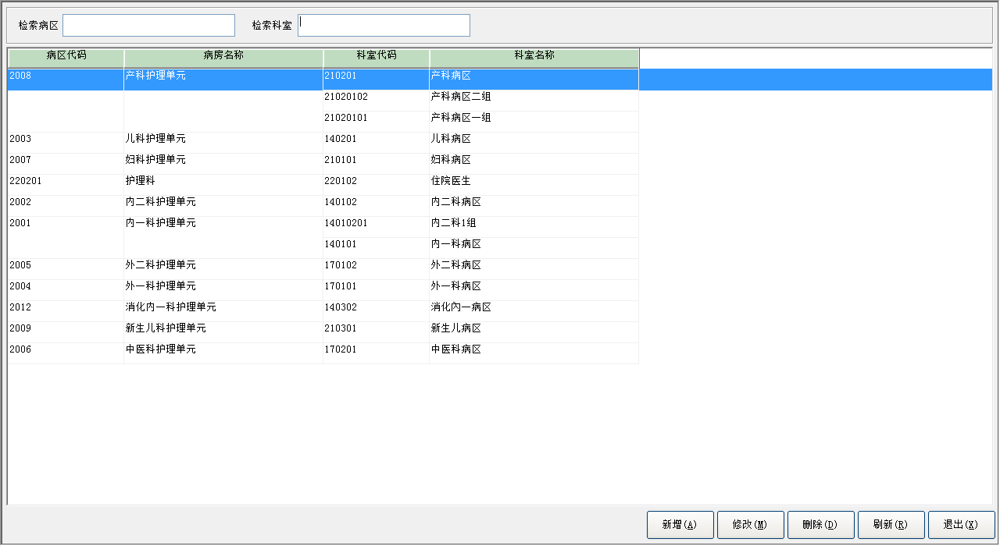 检索病区 检索科室
病区代码 病房名称 科室代码 科室名称
2008 产科护理单元 210201 产科病区
21020102 产科病区二组
21020101 产科病区一组
2003 儿科护理单元 140201 儿科病区
2007 妇科护理单元 210101 妇科病区
220201 护理科 220102 住院医生
2002 内二科护理单元 140102 内二科病区
2001 内一科护理单元 14010201 内二科1组
140101 内一科病区
2005 外二科护理单元 170102 外二科病区
2004 外一科护理单元 170101 外一科病区
2012 消化内一科护理单元 140302 消化内一病区
2009 新生儿科护理单元 210301 新生儿病区
2006 中医科护理单元 170201 中医科病区
新增(A) 修改(M) 删除(D) 刷新(R) 退出(X)